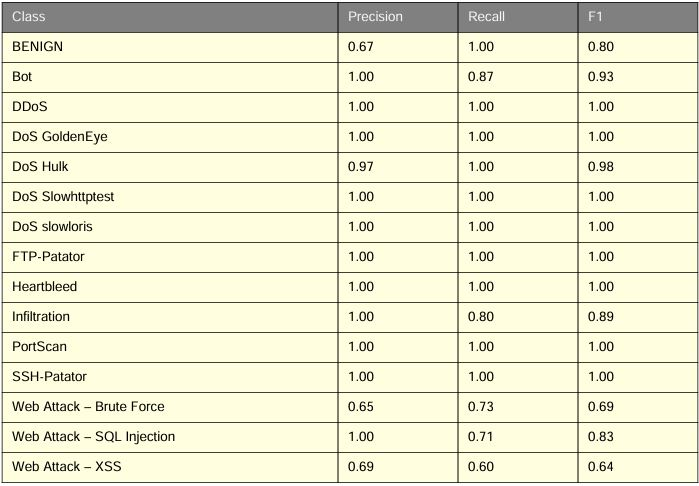 Class Precision Recall F1
BENIGN 0.67 1.00 0.80
Bot 1.00 0.87 0.93
DDoS 1.00 1.00 1.00
DoS GoldenEye 1.00 1.00 1.00
DoS Hulk 0.97 1.00 0.98
DoS Slowhttptest 1.00 1.00 1.00
DoS slowloris 1.00 1.00 1.00
FTP-Patator 1.00 1.00 1.00
Heartbleed 1.00 1.00 1.00
Infiltration 1.00 0.80 0.89
PortScan 1.00 1.00 1.00
SSH-Patator 1.00 1.00 1.00
Web Attack – Brute Force 0.65 0.73 0.69
Web Attack – SQL Injection 1.00 0.71 0.83
Web Attack – XSS 0.69 0.60 0.64